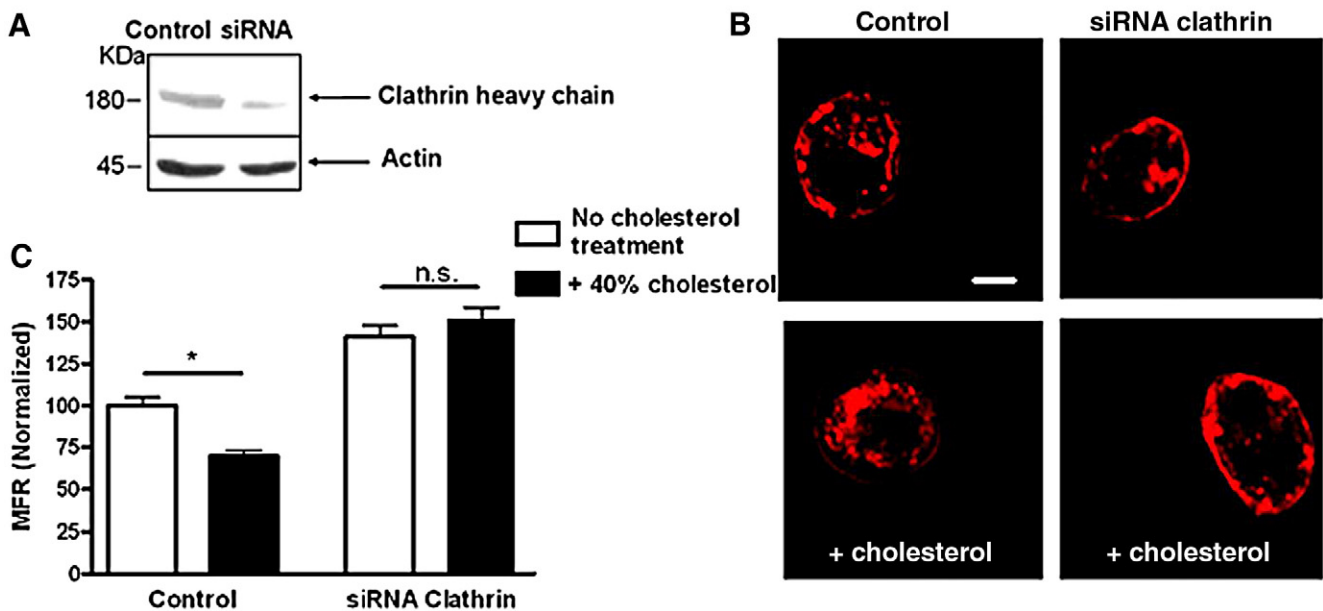 A
Control siRNA
KDa
180
Clathrin heavy chain
45
Actin
B
Control
siRNA clathrin
+ cholesterol
+ cholesterol
C
No cholesterol
treatment
+ 40% cholesterol
MFR (Normalized)
175
150
125
100
75
50
25
0
*
n.s.
Control
siRNA Clathrin